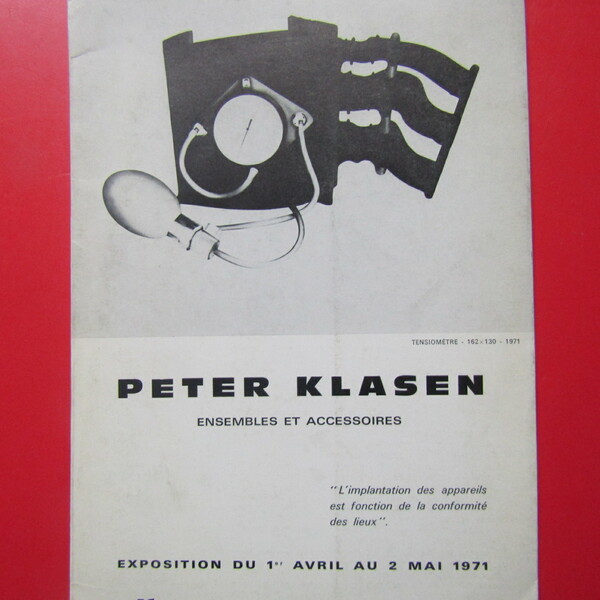 TENSIOMÈTRE - 162 × 130 - 1971
PETER KLASEN
ENSEMBLES ET ACCESSOIRES
"L'implantation des appareils
est fonction de la conformité
des lieux".
EXPOSITION DU 1er AVRIL AU 2 MAI 1971